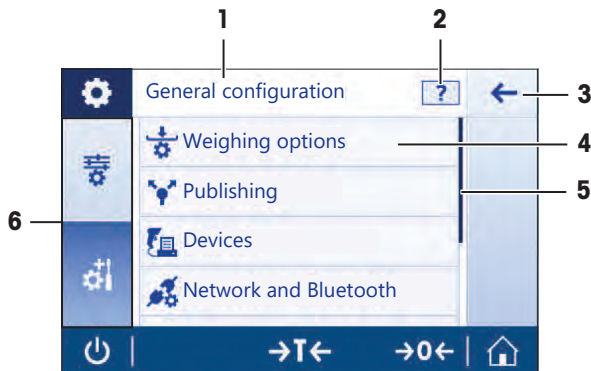 1
2
General configuration
?
3
Weighing options
4
Publishing
5
6
Devices
Network and Bluetooth
→T←
→0←